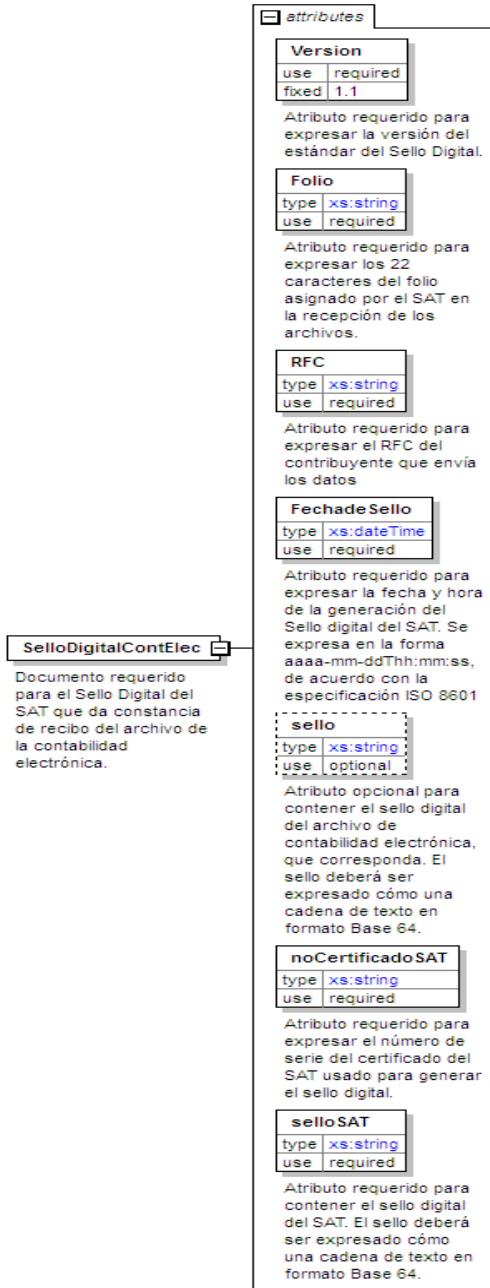 attributes
Version
use required
fixed 1.1
Atributo requerido para
expresar la versión del
estándar del Sello Digital.
Folio
type xs:string
use required
Atributo requerido para
expresar los 22
caracteres del folio
asignado por el SAT en
la recepción de los
archivos.
RFC
type xs:string
use required
Atributo requerido para
expresar el RFC del
contribuyente que envía
los datos
FechadeSello
type xs:dateTime
use required
Atributo requerido para
expresar la fecha y hora
de la generación del
Sello digital del SAT. Se
expresa en la forma
aaaa-mm-ddThh:mm:ss,
de acuerdo con la
especificación ISO 8601
SelloDigitalContElec
Documento requerido
para el Sello Digital del
SAT que da constancia
de recibo del archivo de
la contabilidad
electrónica.
sello
type xs:string
use optional
Atributo opcional para
contener el sello digital
del archivo de
contabilidad electrónica,
que corresponda. El
sello deberá ser
expresado cómo una
cadena de texto en
formato Base 64.
noCertificadoSAT
type xs:string
use required
Atributo requerido para
expresar el número de
serie del certificado del
SAT usado para generar
el sello digital.
selloSAT
type xs:string
use required
Atributo requerido para
contener el sello digital
del SAT. El sello deberá
ser expresado cómo
una cadena de texto en
formato Base 64.